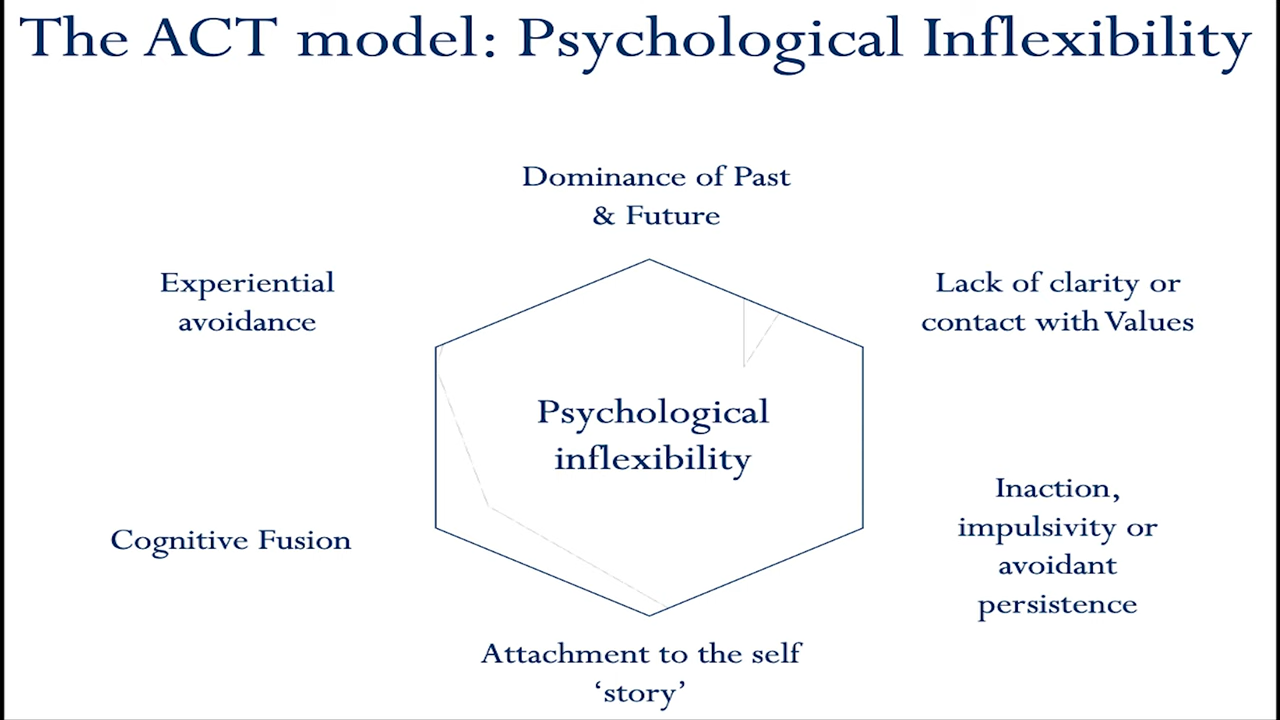 The ACT model: Psychological Inflexibility
Dominance of Past
& Future
Experiential
avoidance
Lack of clarity or
contact with Values
Psychological
inflexibility
Cognitive Fusion
Inaction,
impulsivity or
avoidant
persistence
Attachment to the self
‘story’